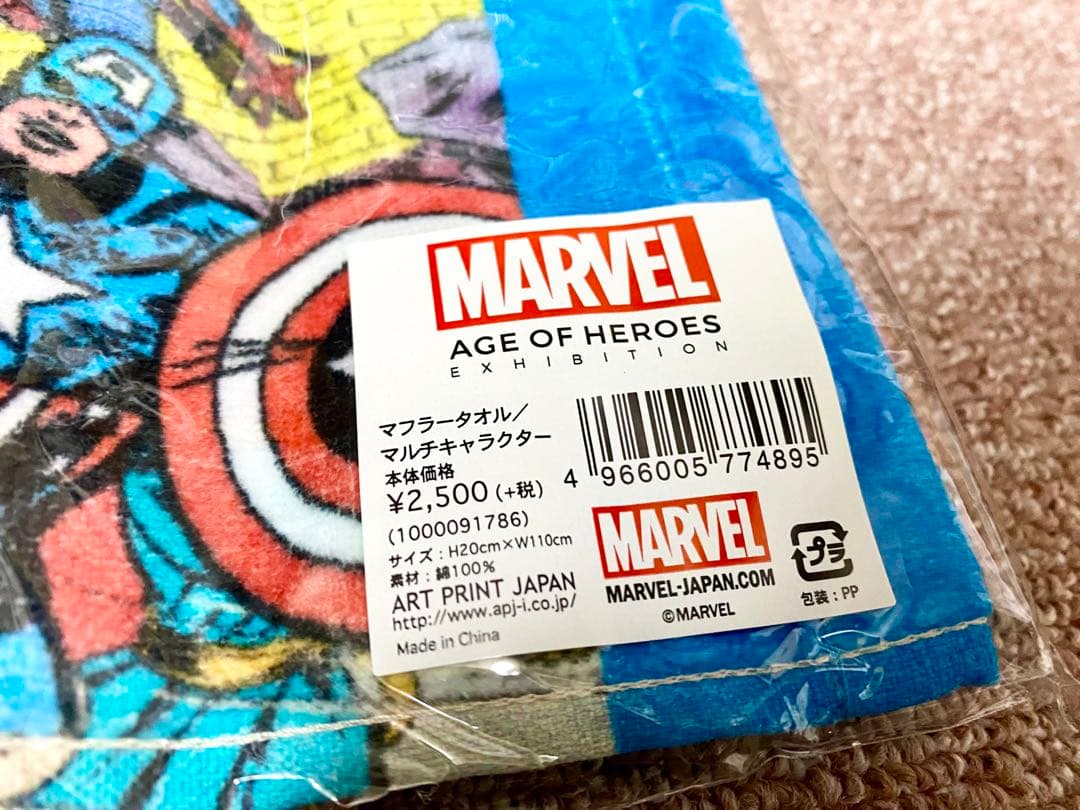 MARVEL
AGE OF HEROES
EXHIBITION
マフラータオル/
マルチキャラクター
本体価格
¥2,500(+税)
(1000091786)
サイズ:H20cm×W110cm
素材:綿100%
ART PRINT JAPAN
http://www.apj-i.co.jp/
Made in China
4 966005 774895
MARVEL
MARVEL-JAPAN.COM
©MARVEL
プラ
包装:PP